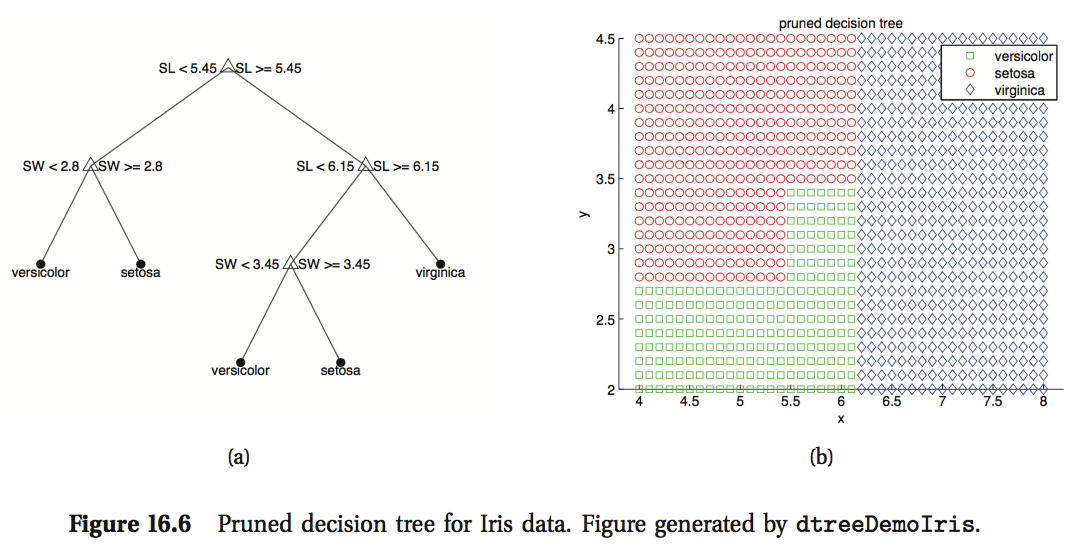 SL < 5.45 SL >= 5.45
SW < 2.8 SW >= 2.8
SL < 6.15 SL >= 6.15
versicolor
setosa
SW < 3.45 SW >= 3.45
virginica
versicolor
setosa
(a)
pruned decision tree
versicolor
setosa
virginica
4.5
4
3.5
3
2.5
2
y
4 4.5 5 5.5 6 6.5 7 7.5 8
x
(b)
Figure 16.6 Pruned decision tree for Iris data. Figure generated by dtreeDemoIris.